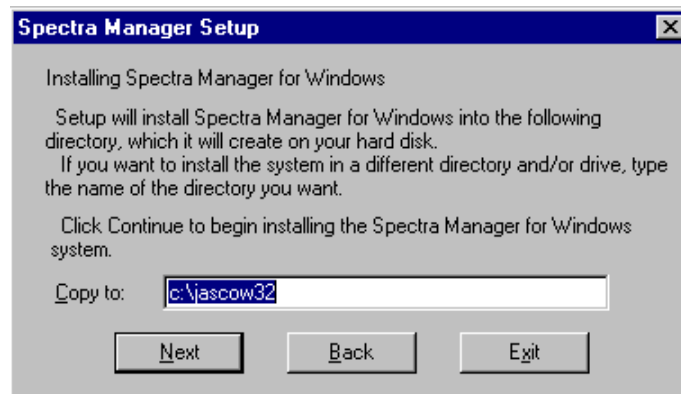 Spectra Manager Setup
Installing Spectra Manager for Windows
Setup will install Spectra Manager for Windows into the following
directory, which it will create on your hard disk.
If you want to install the system in a different directory and/or drive, type
the name of the directory you want.
Click Continue to begin installing the Spectra Manager for Windows
system.
Copy to: c:\jascow32
Next Back Exit